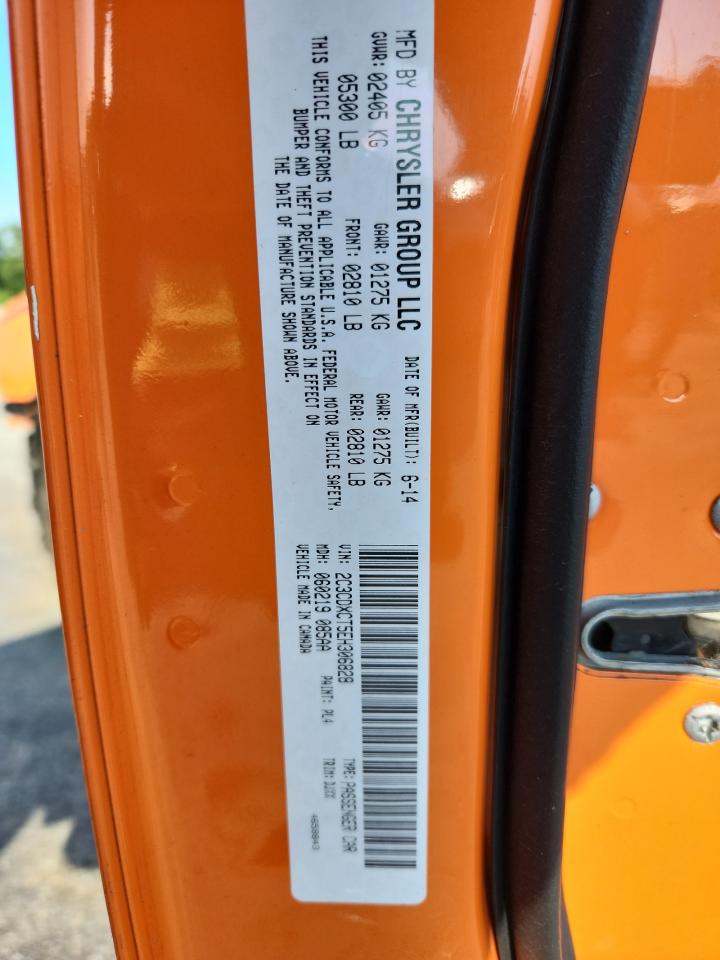 MFD BY CHRYSLER GROUP LLC DATE OF MFR(BUILT): 6-14
GVWR: 02405 KG GAWR: 01275 KG GAWR: 01275 KG
05300 LB FRONT: 02810 LB REAR: 02810 LB
THIS VEHICLE CONFORMS TO ALL APPLICABLE U.S.A. FEDERAL MOTOR VEHICLE SAFETY,
BUMPER AND THEFT PREVENTION STANDARDS IN EFFECT ON
THE DATE OF MANUFACTURE SHOWN ABOVE.
VIN: 2C3CDXCT5EH306828 TYPE: PASSENGER CAR
MDH: 060219 085AA PAINT: PL4 TRIM: DJXX
VEHICLE MADE IN CANADA